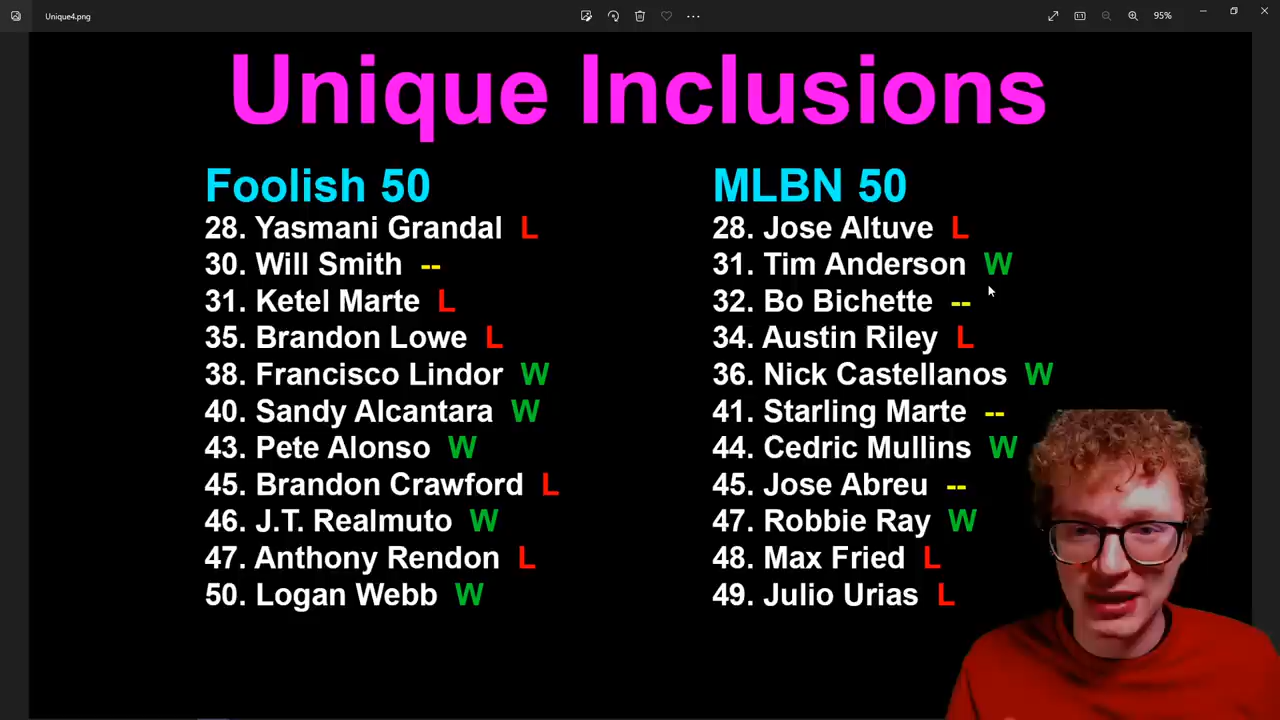 Unique4.png
95%
Unique Inclusions
Foolish 50
28. Yasmani Grandal L
30. Will Smith --
31. Ketel Marte L
35. Brandon Lowe L
38. Francisco Lindor W
40. Sandy Alcantara W
43. Pete Alonso W
45. Brandon Crawford L
46. J.T. Realmuto W
47. Anthony Rendon L
50. Logan Webb W
MLBN 50
28. Jose Altuve L
31. Tim Anderson W
32. Bo Bichette --
34. Austin Riley L
36. Nick Castellanos W
41. Starling Marte --
44. Cedric Mullins W
45. Jose Abreu --
47. Robbie Ray W
48. Max Fried L
49. Julio Urias L